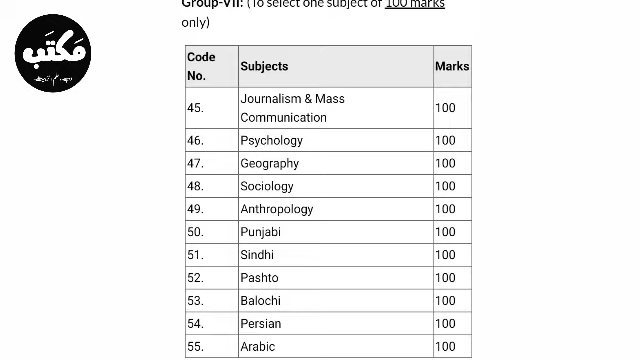 Group-VII: (To select one subject of 100 marks
only)
مَكتَب
Code No. Subjects Marks
45. Journalism & Mass Communication 100
46. Psychology 100
47. Geography 100
48. Sociology 100
49. Anthropology 100
50. Punjabi 100
51. Sindhi 100
52. Pashto 100
53. Balochi 100
54. Persian 100
55. Arabic 100